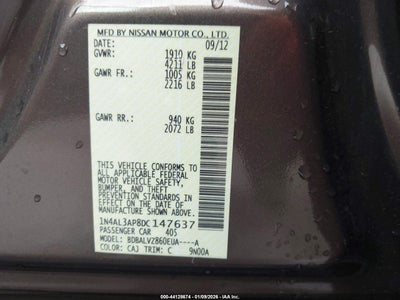 MFD BY NISSAN MOTOR CO., LTD.
DATE: 09/12
GVWR: 1910 KG
4211 LB
GAWR FR: 1005 KG
2216 LB
GAWR RR: 940 KG
2072 LB
THIS VEHICLE CONFORMS TO ALL
APPLICABLE FEDERAL
MOTOR VEHICLE SAFETY,
BUMPER, AND THEFT PREVENTION
STANDARDS IN EFFECT ON THE DATE OF
MANUFACTURE SHOWN ABOVE.
1N4AL3AP8DC147637
PASSENGER CAR 405
MODEL: BDBALVZ860EUA----A
COLOR: CAJ TRIM: C 9N00A
000-44128674 - 01/09/2026 - IAA